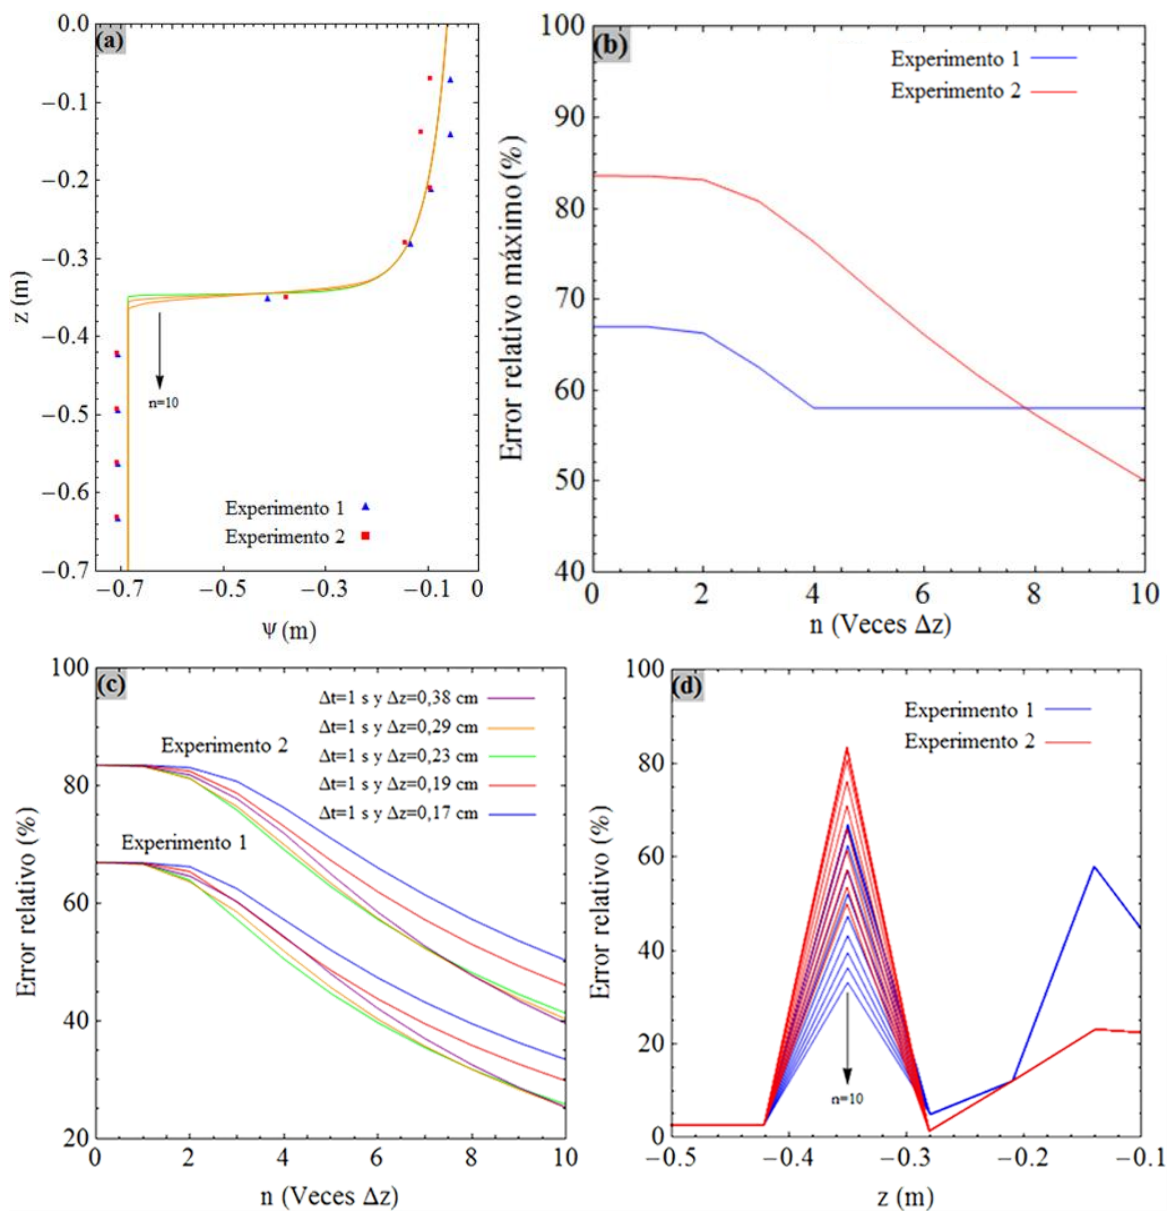 (a)
0.0
−0.1
−0.2
−0.3
−0.4
−0.5
−0.6
−0.7
z (m)
n=10
Experimento 1
Experimento 2
−0.7
−0.5
−0.3
−0.1
0
Ψ (m)
(b)
100
90
80
70
60
50
40
Error relativo máximo (%)
Experimento 1
Experimento 2
0
2
4
6
8
10
n (Veces Δz)
(c)
100
80
60
40
20
Error relativo (%)
Δt=1 s y Δz=0,38 cm
Δt=1 s y Δz=0,29 cm
Δt=1 s y Δz=0,23 cm
Δt=1 s y Δz=0,19 cm
Δt=1 s y Δz=0,17 cm
Experimento 2
Experimento 1
0
2
4
6
8
10
n (Veces Δz)
(d)
100
80
60
40
20
0
Error relativo (%)
Experimento 1
Experimento 2
n=10
−0.5
−0.4
−0.3
−0.2
−0.1
z (m)